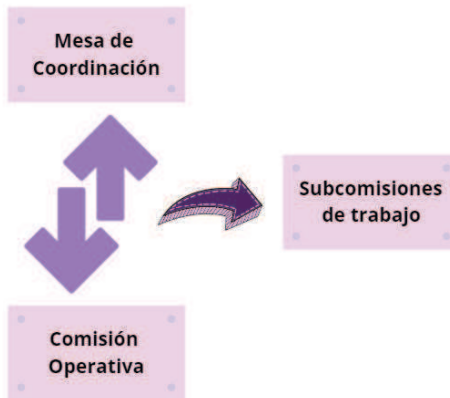 Mesa de
Coordinación
Subcomisiones
de trabajo
Comisión
Operativa